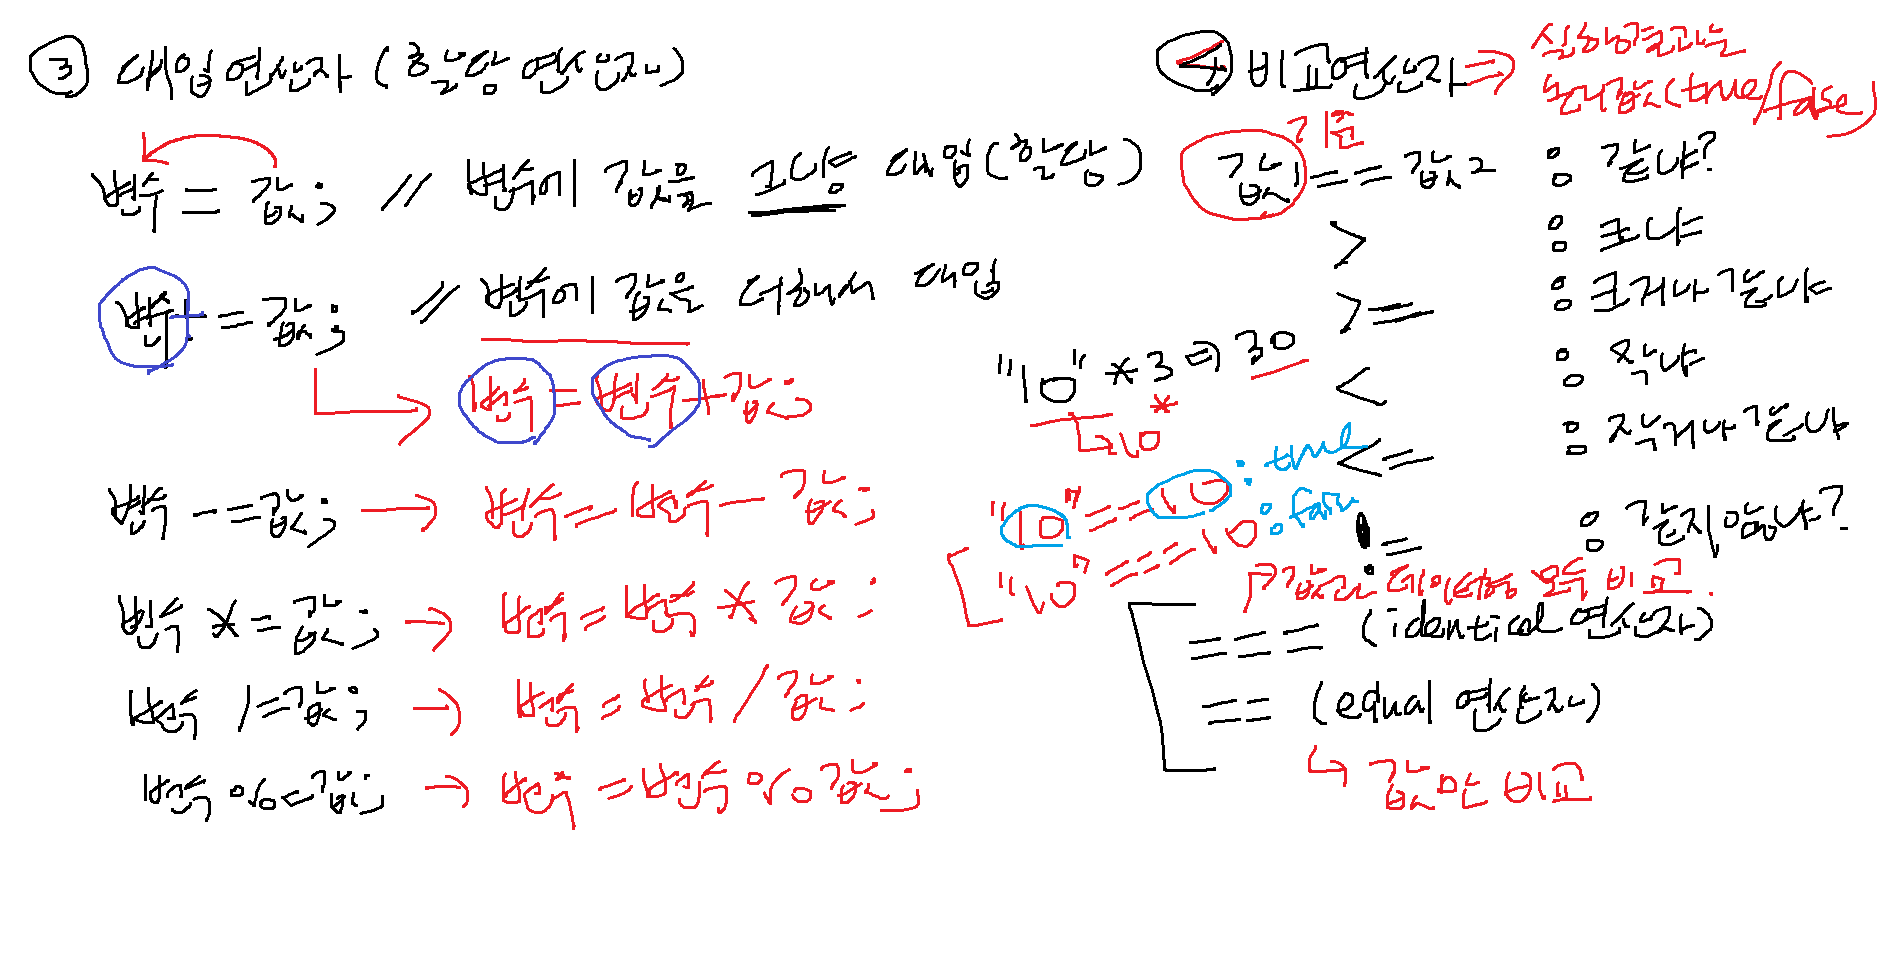 ③ 대입연산자 (할당연산자)
변수 = 값; // 변수에 값을 그냥 대입(할당)
변수+=값; // 변수에 값을 더해서 대입
변수=변수+값;
변수 -=값; → 변수=변수-값;
변수 *=값; → 변수=변수*값;
변수 /=값; → 변수=변수/값;
변수 %=값; → 변수=변수%값;
④ 비교연산자 ⇒ 실행결과는
논리값(true/false)
기준
값1 == 값2 : 같냐?
> : 크냐
>= : 크거나 같냐
< : 작냐
<= : 작거나 같냐
!= : 같지않냐?
"10" * 3 ⇒ 30
*
↳10
"10"==10 : true
"10"===10 : false
값과 데이터형 모두 비교.
=== (identical 연산자)
== (equal 연산자)
↳ 값만 비교